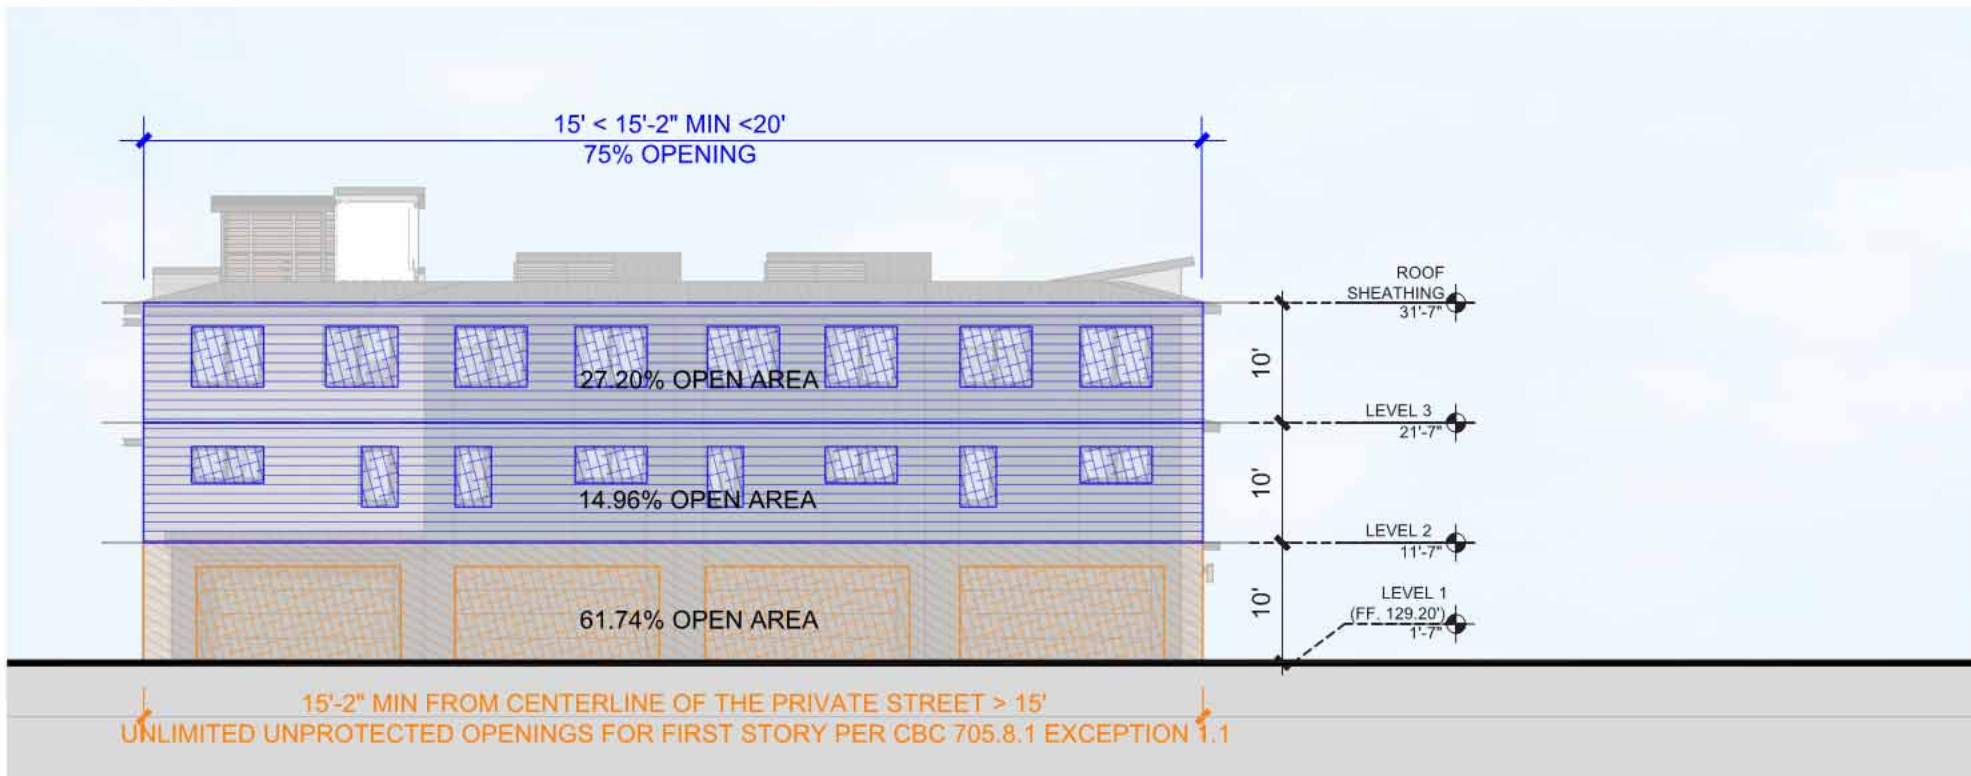 15' < 15'-2" MIN <20'
75% OPENING
ROOF
SHEATHING
31'-7"
27.20% OPEN AREA
10'
LEVEL 3
21'-7"
14.96% OPEN AREA
10'
LEVEL 2
11'-7"
61.74% OPEN AREA
10'
LEVEL 1
(FF. 129.20')
1'-7"
15'-2" MIN FROM CENTERLINE OF THE PRIVATE STREET > 15'
UNLIMITED UNPROTECTED OPENINGS FOR FIRST STORY PER CBC 705.8.1 EXCEPTION 1.1